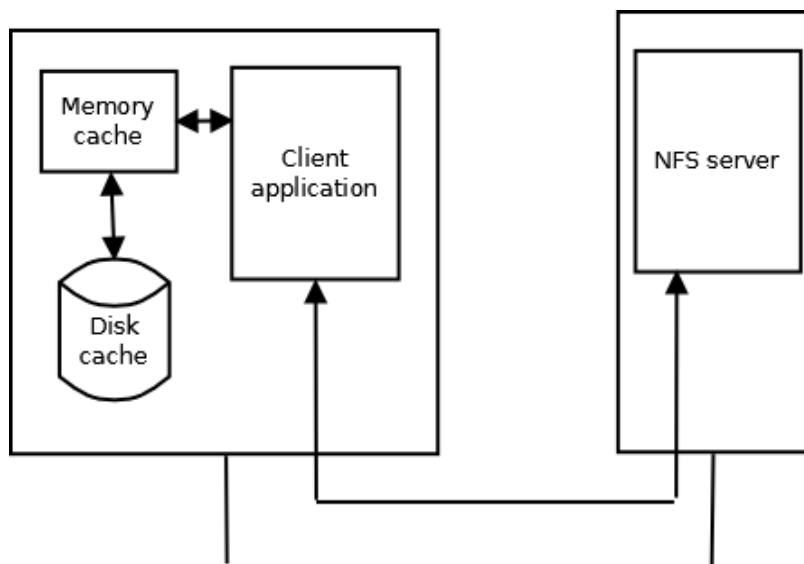 Memory
cache
Client
application
NFS server
Disk
cache